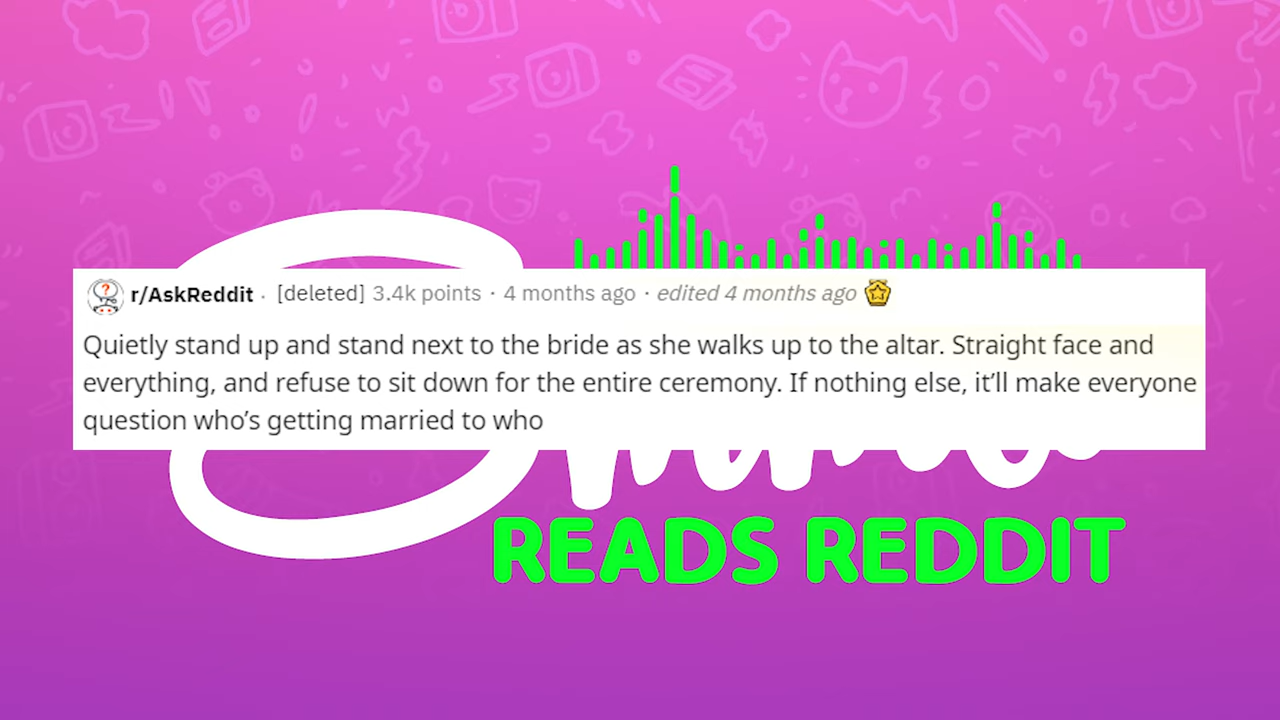 r/AskReddit · [deleted] 3.4k points · 4 months ago · edited 4 months ago
Quietly stand up and stand next to the bride as she walks up to the altar. Straight face and
everything, and refuse to sit down for the entire ceremony. If nothing else, it’ll make everyone
question who’s getting married to who
READS REDDIT